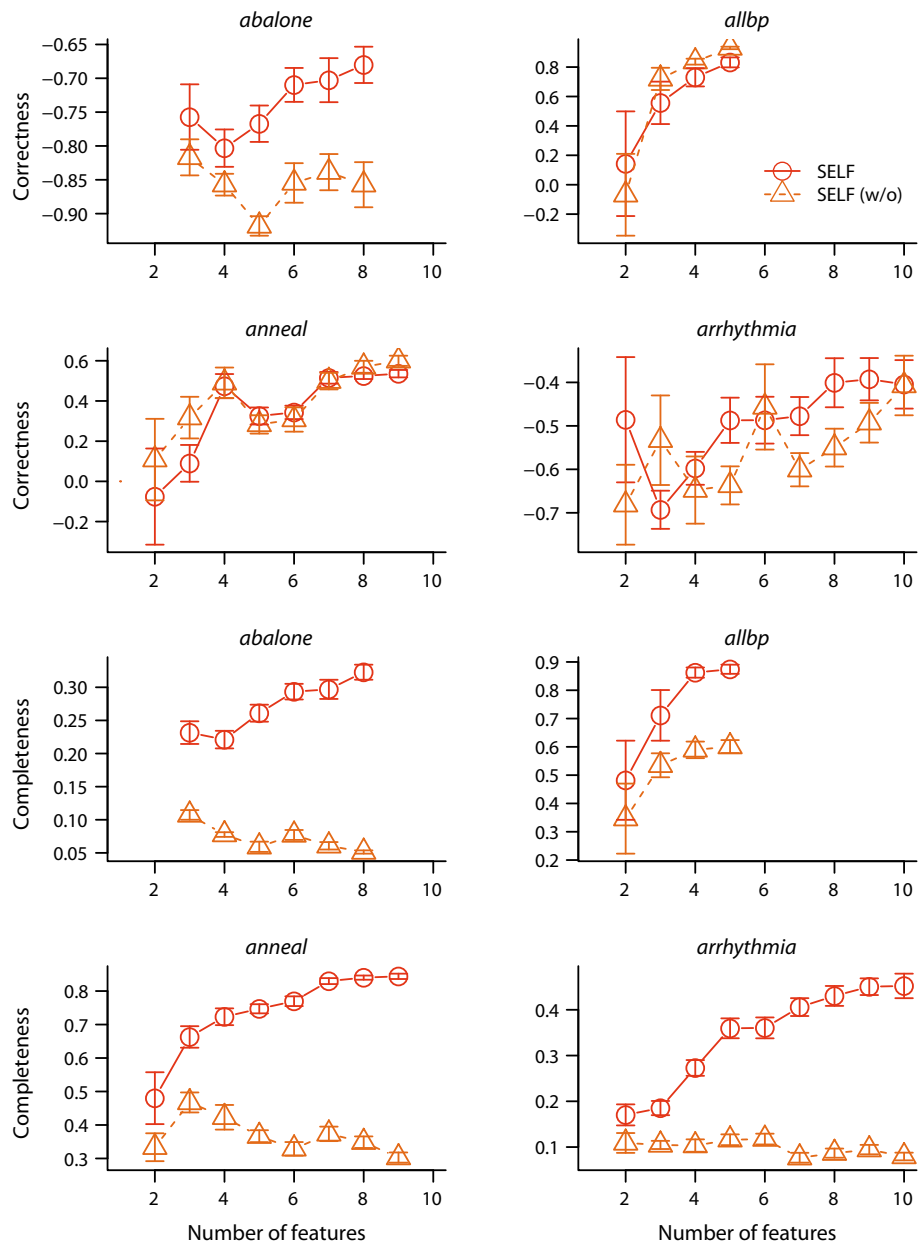 abalone
−0.65
−0.70
−0.75
−0.80
−0.85
−0.90
Correctness
2 4 6 8 10
allbp
0.8
0.6
0.4
0.2
0.0
−0.2
SELF
SELF (w/o)
2 4 6 8 10
anneal
0.6
0.4
0.2
0.0
−0.2
Correctness
2 4 6 8 10
arrhythmia
−0.4
−0.5
−0.6
−0.7
2 4 6 8 10
abalone
0.30
0.25
0.20
0.15
0.10
0.05
Completeness
2 4 6 8 10
allbp
0.9
0.8
0.7
0.6
0.5
0.4
0.3
0.2
2 4 6 8 10
anneal
0.8
0.7
0.6
0.5
0.4
0.3
Completeness
2 4 6 8 10
Number of features
arrhythmia
0.4
0.3
0.2
0.1
2 4 6 8 10
Number of features